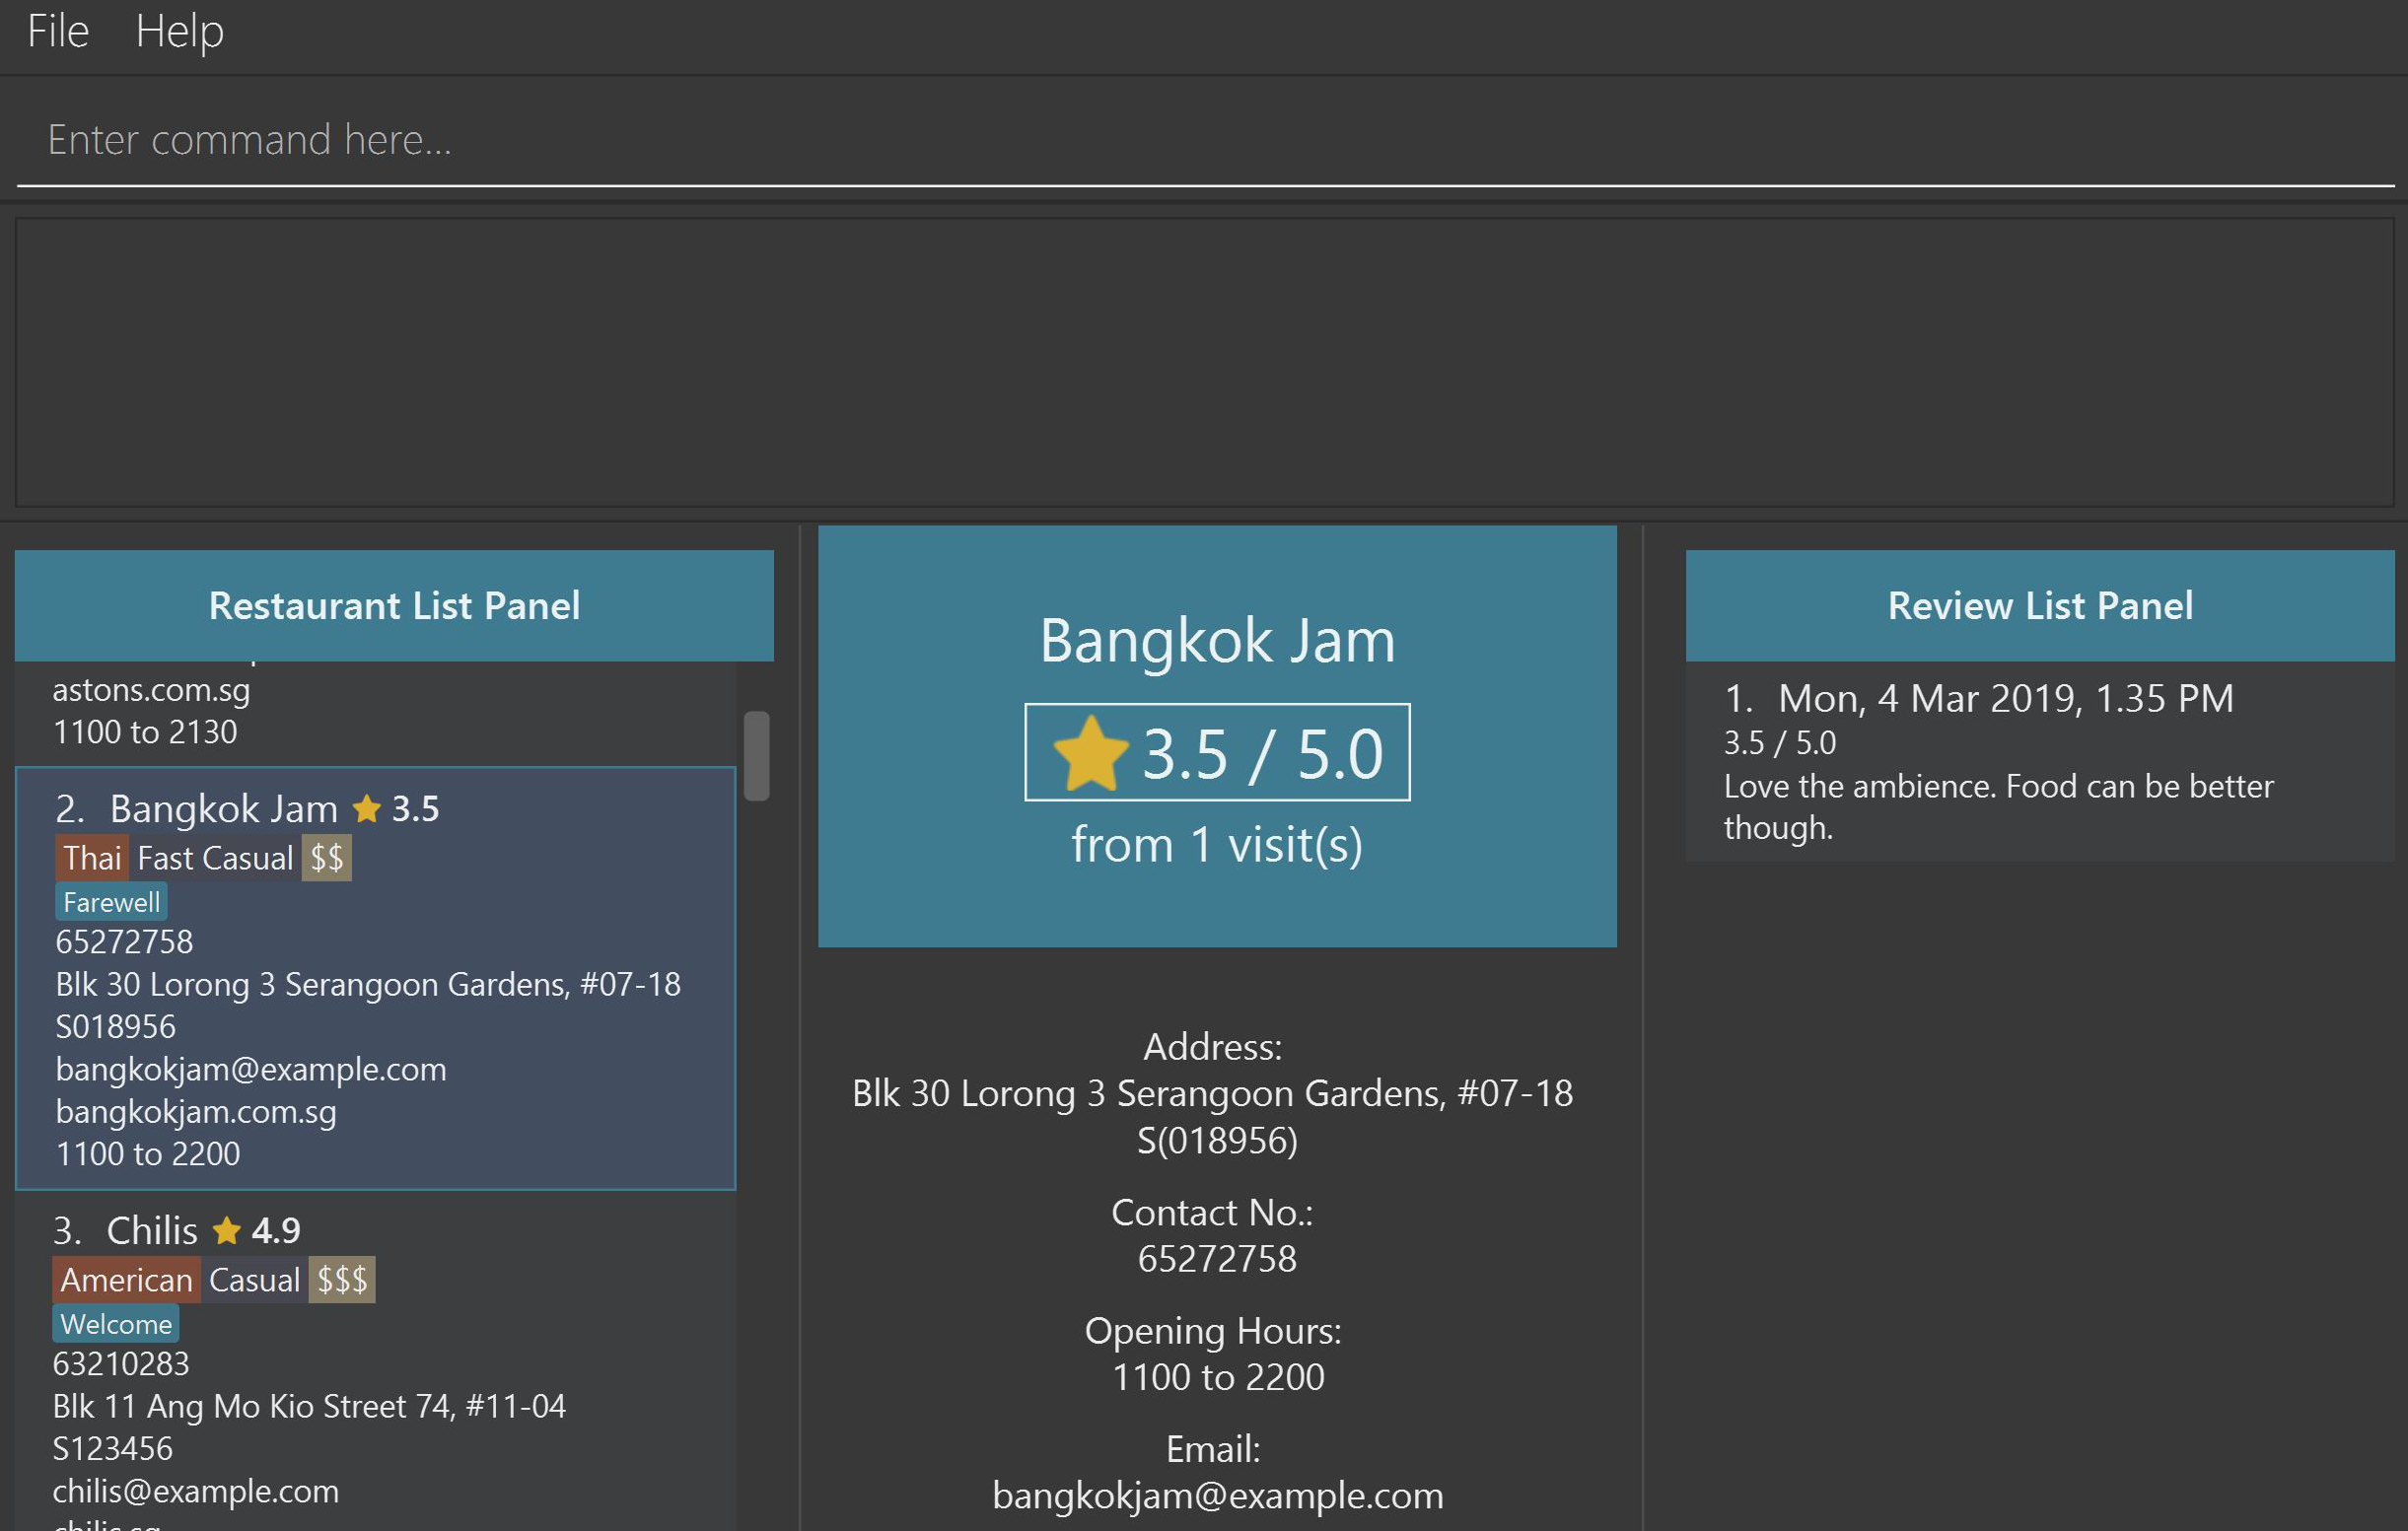 File Help
Enter command here...
Restaurant List Panel
astons.com.sg
1100 to 2130
2. Bangkok Jam 3.5
Thai Fast Casual $$
Farewell
65272758
Blk 30 Lorong 3 Serangoon Gardens, #07-18
S018956
bangkokjam@example.com
bangkokjam.com.sg
1100 to 2200
3. Chilis 4.9
American Casual $$$
Welcome
63210283
Blk 11 Ang Mo Kio Street 74, #11-04
S123456
chilis@example.com
chilis.sg
Bangkok Jam
3.5 / 5.0
from 1 visit(s)
Address:
Blk 30 Lorong 3 Serangoon Gardens, #07-18
S(018956)
Contact No.:
65272758
Opening Hours:
1100 to 2200
Email:
bangkokjam@example.com
Review List Panel
1. Mon, 4 Mar 2019, 1.35 PM
3.5 / 5.0
Love the ambience. Food can be better
though.